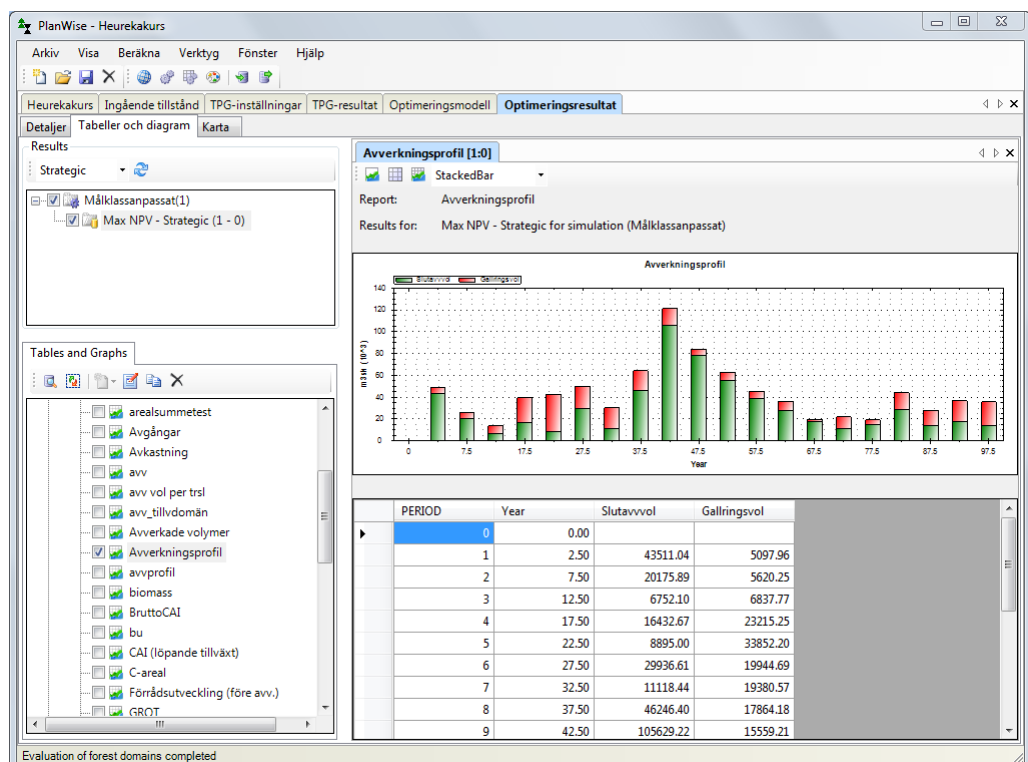 PlanWise - Heurekakurs
Arkiv Visa Beräkna Verktyg Fönster Hjälp
Heurekakurs Ingående tillstånd TPG-inställningar TPG-resultat Optimeringsmodell Optimeringsresultat
Detaljer Tabeller och diagram Karta
Results
Strategic
Målklassanpassat(1)
Max NPV - Strategic (1 - 0)
Tables and Graphs
arealsummetest
Avgångar
Avkastning
avv
avv vol per trsl
avv_tillvdomän
Avverkade volymer
Avverkningsprofil
avvprofil
biomass
BruttoCAI
bu
CAI (löpande tillväxt)
C-areal
Förrådsutveckling (före avv.)
GROT
Avverkningsprofil [1:0]
StackedBar
Report: Avverkningsprofil
Results for: Max NPV - Strategic for simulation (Målklassanpassat)
Avverkningsprofil
Slutavvvol Gallringsvol
m3sk (10^3)
140
120
100
80
60
40
20
0
0 7.5 17.5 27.5 37.5 47.5 57.5 67.5 77.5 87.5 97.5
Year
PERIOD Year Slutavvvol Gallringsvol
0 0.00
1 2.50 43511.04 5097.96
2 7.50 20175.89 5620.25
3 12.50 6752.10 6837.77
4 17.50 16432.67 23215.25
5 22.50 8895.00 33852.20
6 27.50 29936.61 19944.69
7 32.50 11118.44 19380.57
8 37.50 46246.40 17864.18
9 42.50 105629.22 15559.21
Evaluation of forest domains completed